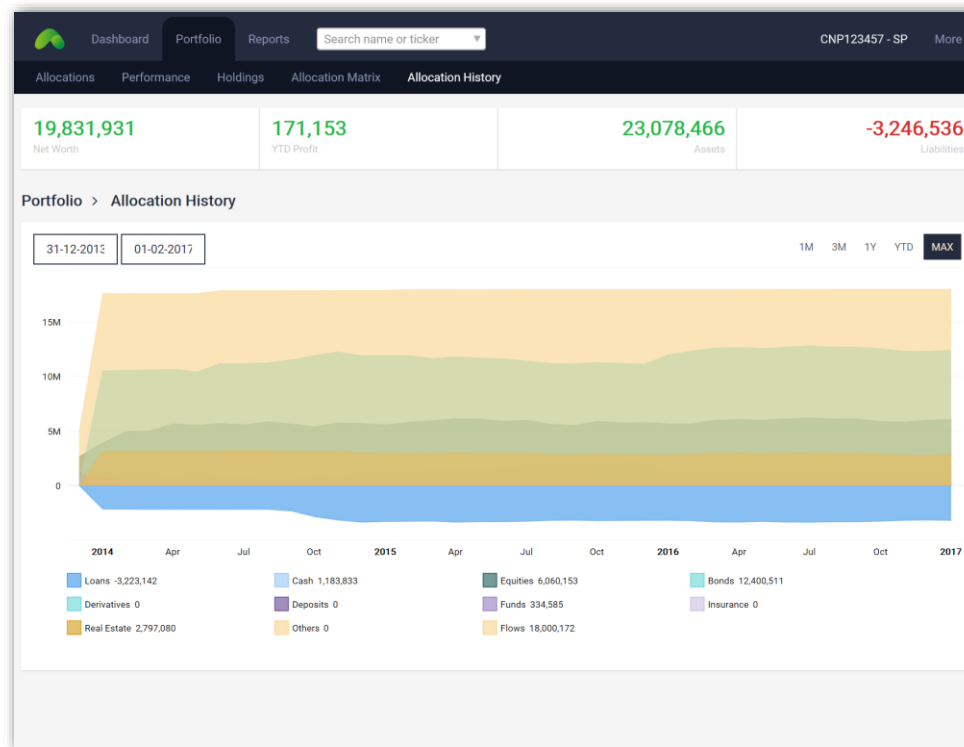 Dashboard Portfolio Reports Search name or ticker CNP123457 - SP More
Allocations Performance Holdings Allocation Matrix Allocation History
19,831,931 171,153 23,078,466 -3,246,536
Net Worth YTD Profit Assets Liabilities
Portfolio > Allocation History
31-12-2013 01-02-2017 1M 3M 1Y YTD MAX
15M
10M
5M
0
2014 Apr Jul Oct 2015 Apr Jul Oct 2016 Apr Jul Oct 2017
Loans -3,223,142 Cash 1,183,833 Equities 6,060,153 Bonds 12,400,511
Derivatives 0 Deposits 0 Funds 334,585 Insurance 0
Real Estate 2,797,080 Others 0 Flows 18,000,172